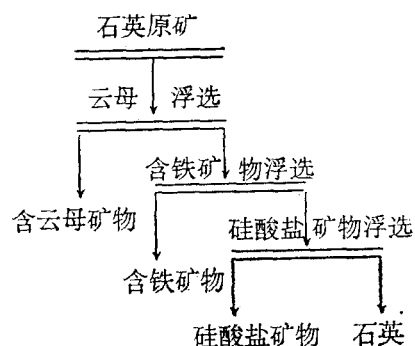 石英原矿
云母 浮选
含铁矿 物浮选
含云母矿物
硅酸盐 矿物浮选
含铁矿物
硅酸盐矿物 石英